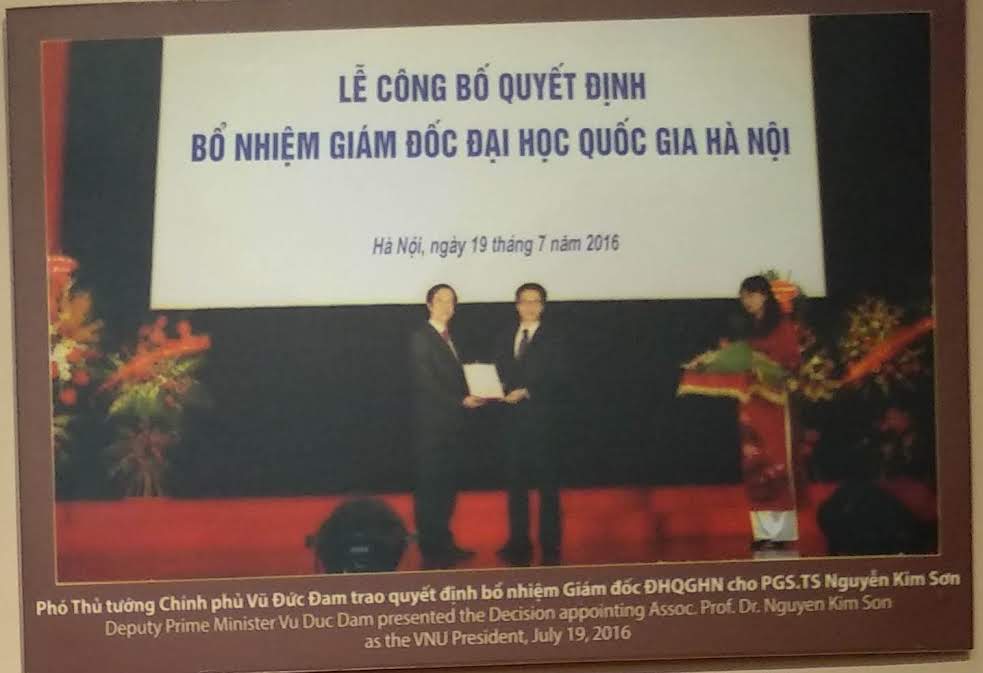 LỄ CÔNG BỐ QUYẾT ĐỊNH
BỔ NHIỆM GIÁM ĐỐC ĐẠI HỌC QUỐC GIA HÀ NỘI
Hà Nội, ngày 19 tháng 7 năm 2016
Phó Thủ tướng Chính phủ Vũ Đức Đam trao quyết định bổ nhiệm Giám đốc ĐHQGHN cho PGS.TS Nguyễn Kim Sơn
Deputy Prime Minister Vu Duc Dam presented the Decision appointing Assoc. Prof. Dr. Nguyen Kim Son
as the VNU President, July 19, 2016